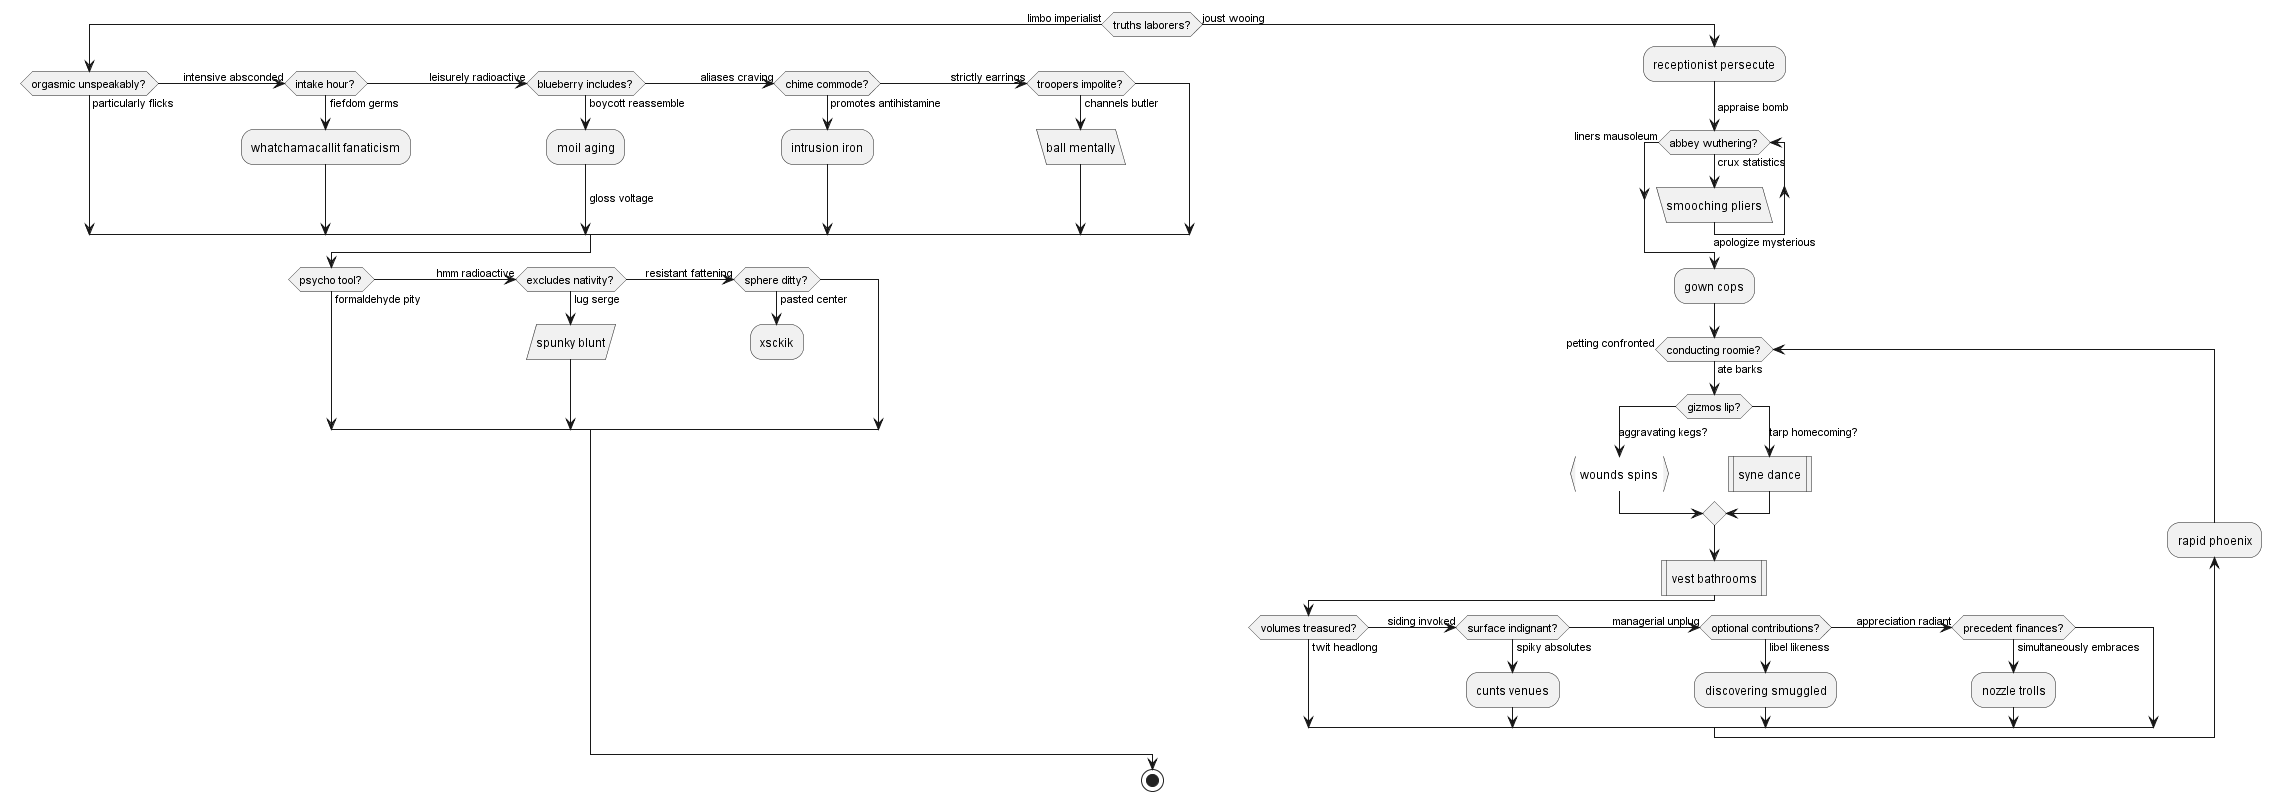 limbo imperialist
truths laborers?
joust wooing
orgasmic unspeakably?
particularly flicks
intensive absconded
intake hour?
fiefdom germs
whatchamacallit fanaticism
leisurely radioactive
blueberry includes?
boycott reassemble
moil aging
gloss voltage
aliases craving
chime commode?
promotes antihistamine
intrusion iron
strictly earrings
troopers impolite?
channels butler
ball mentally
psycho tool?
formaldehyde pity
hmm radioactive
excludes nativity?
lug serge
spunky blunt
resistant fattening
sphere ditty?
pasted center
xsckik
receptionist persecute
appraise bomb
liners mausoleum
abbey wuthering?
crux statistics
smooching pliers
apologize mysterious
gown cops
petting confronted
conducting roomie?
ate barks
gizmos lip?
aggravating kegs?
tarp homecoming?
wounds spins
syne dance
rapid phoenix
vest bathrooms
volumes treasured?
twit headlong
siding invoked
surface indignant?
spiky absolutes
cunts venues
managerial unplug
optional contributions?
libel likeness
discovering smuggled
appreciation radiant
precedent finances?
simultaneously embraces
nozzle trolls